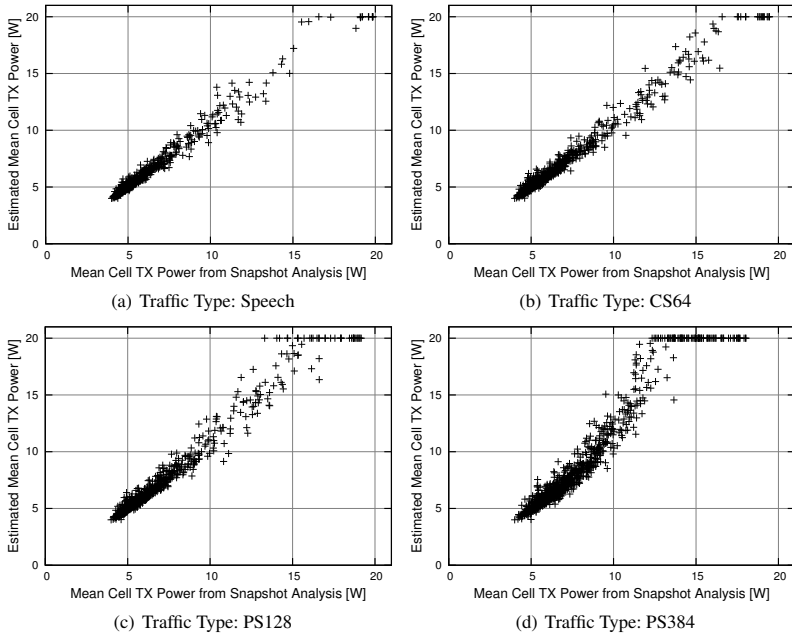 Estimated Mean Cell TX Power [W]
20
15
10
5
0
0 5 10 15 20
Mean Cell TX Power from Snapshot Analysis [W]
(a) Traffic Type: Speech
Estimated Mean Cell TX Power [W]
20
15
10
5
0
0 5 10 15 20
Mean Cell TX Power from Snapshot Analysis [W]
(b) Traffic Type: CS64
Estimated Mean Cell TX Power [W]
20
15
10
5
0
0 5 10 15 20
Mean Cell TX Power from Snapshot Analysis [W]
(c) Traffic Type: PS128
Estimated Mean Cell TX Power [W]
20
15
10
5
0
0 5 10 15 20
Mean Cell TX Power from Snapshot Analysis [W]
(d) Traffic Type: PS384